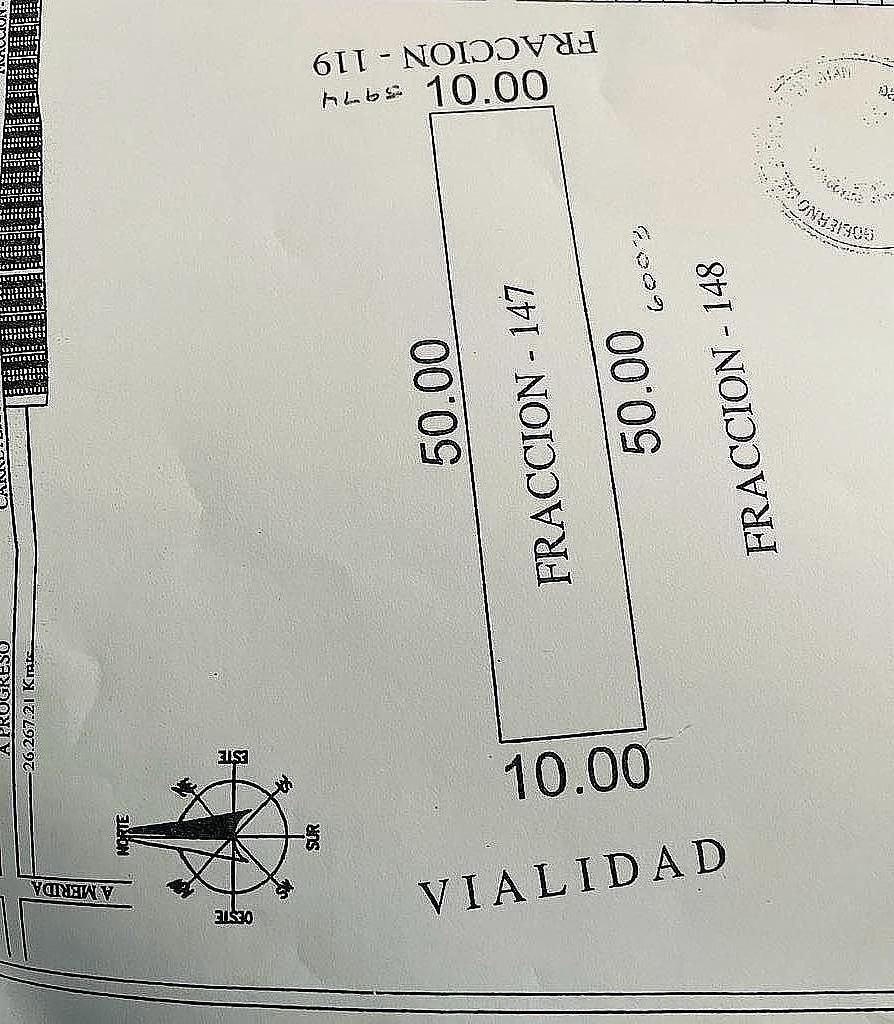 FRACCION - 119
5974
10.00
50.00
FRACCION - 147
50.00
6003
FRACCION - 148
10.00
VIALIDAD
GOBIERNO DE
A PROGRESO
26,267.21 Kmts.
ESTE
NORTE
SUR
OESTE
A MERIDA